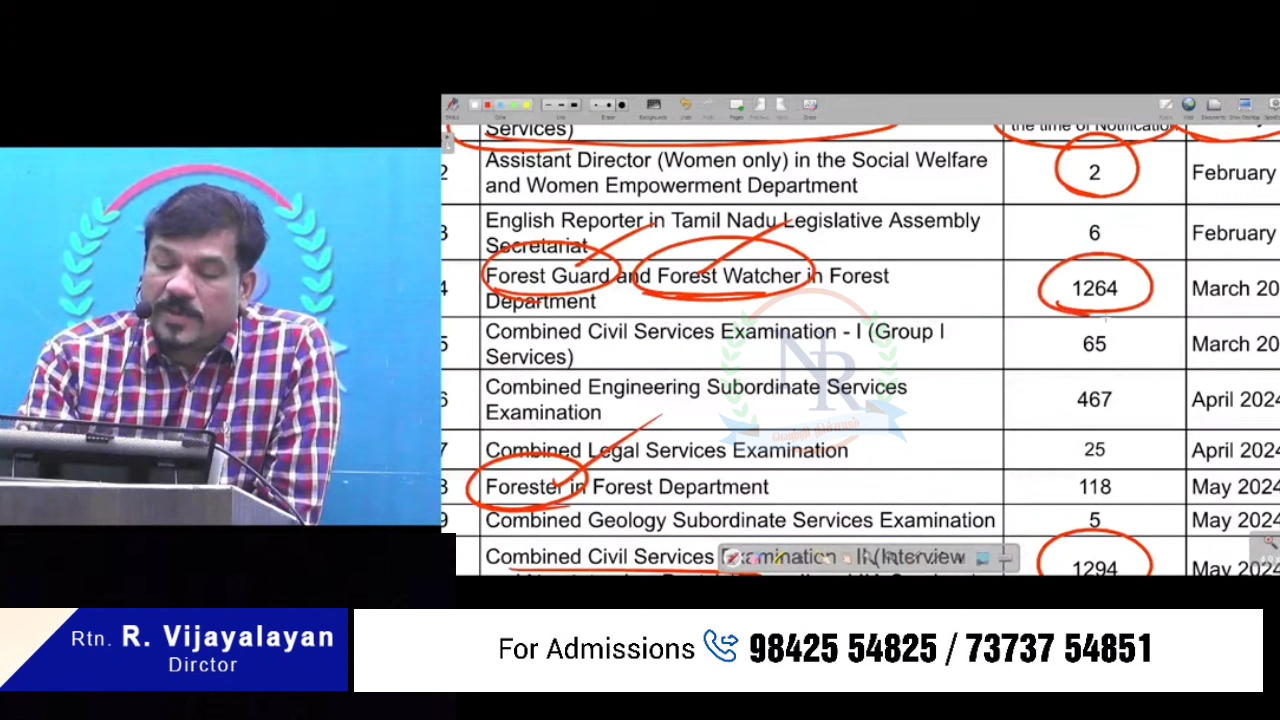 Services)
the time of Notification
2
Assistant Director (Women only) in the Social Welfare
and Women Empowerment Department
2
February
3
English Reporter in Tamil Nadu Legislative Assembly
Secretariat
6
February
4
Forest Guard and Forest Watcher in Forest
Department
1264
March 20
5
Combined Civil Services Examination - I (Group I
Services)
65
March 20
6
Combined Engineering Subordinate Services
Examination
467
April 2024
7
Combined Legal Services Examination
25
April 2024
8
Forester in Forest Department
118
May 2024
9
Combined Geology Subordinate Services Examination
5
May 2024
Combined Civil Services Examination - II (Interview
1294
May 2024
NR
Rtn. R. Vijayalayan
Dirctor
For Admissions 98425 54825 / 73737 54851